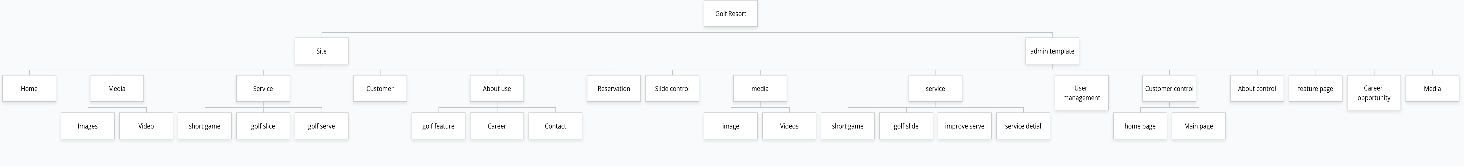 Golf Resort
Site
admin template
Home
Media
Service
Customer
About use
Reservation
Slide control
media
service
User
management
Customer control
About control
feature page
Career
opportunity
Media
Images
Video
short game
golf slice
golf serve
golf feature
Career
Contact
image
Videos
short game
golf slide
improve serve
service detial
home page
Main page